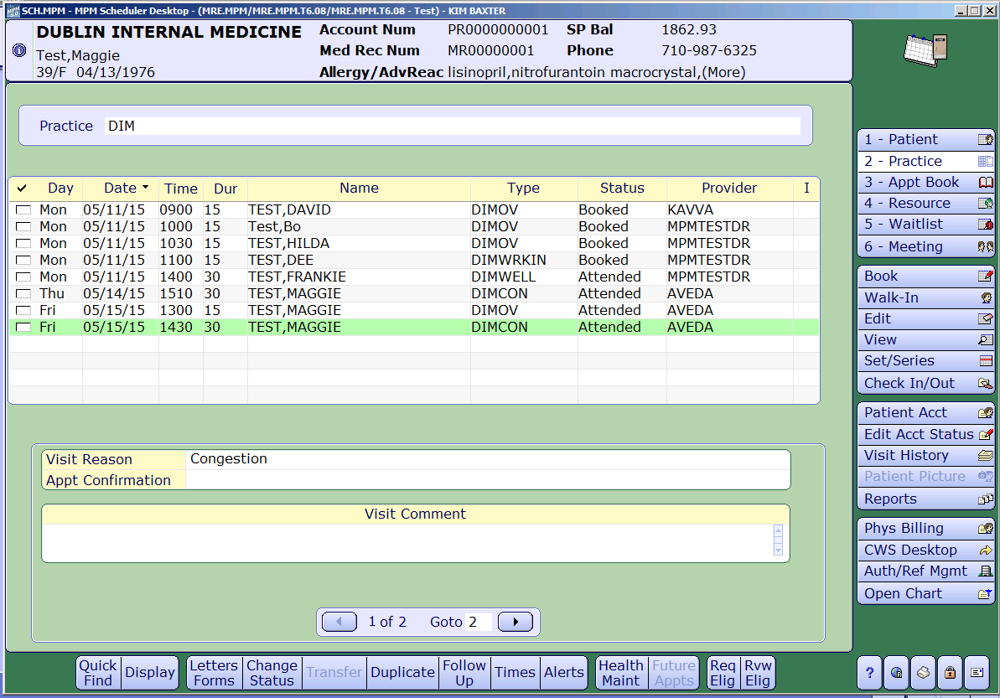 SCH.MPM - MPM Scheduler Desktop - (MRE.MPM/MRE.MPM.T6.08/MRE.MPM.T6.08 - Test) - KIM BAXTER
DUBLIN INTERNAL MEDICINE Account Num PR0000000001 SP Bal 1862.93
Test,Maggie Med Rec Num MR00000001 Phone 710-987-6325
39/F 04/13/1976 Allergy/AdvReac lisinopril,nitrofurantoin macrocrystal,(More)
Practice DIM
Day Date Time Dur Name Type Status Provider I
Mon 05/11/15 0900 15 TEST,DAVID DIMOV Booked KAVVA
Mon 05/11/15 1000 15 Test,Bo DIMOV Booked MPMTESTDR
Mon 05/11/15 1030 15 TEST,HILDA DIMOV Booked MPMTESTDR
Mon 05/11/15 1100 15 TEST,DEE DIMWRKIN Booked MPMTESTDR
Mon 05/11/15 1400 30 TEST,FRANKIE DIMWELL Attended MPMTESTDR
Thu 05/14/15 1510 30 TEST,MAGGIE DIMCON Attended AVEDA
Fri 05/15/15 1300 15 TEST,MAGGIE DIMOV Attended AVEDA
Fri 05/15/15 1430 30 TEST,MAGGIE DIMCON Attended AVEDA
Visit Reason Congestion
Appt Confirmation
Visit Comment
1 of 2 Goto 2
1 - Patient
2 - Practice
3 - Appt Book
4 - Resource
5 - Waitlist
6 - Meeting
Book
Walk-In
Edit
View
Set/Series
Check In/Out
Patient Acct
Edit Acct Status
Visit History
Patient Picture
Reports
Phys Billing
CWS Desktop
Auth/Ref Mgmt
Open Chart
Quick Find
Display
Letters Forms
Change Status
Transfer
Duplicate
Follow Up
Times
Alerts
Health Maint
Future Appts
Req Elig
Rvw Elig
?